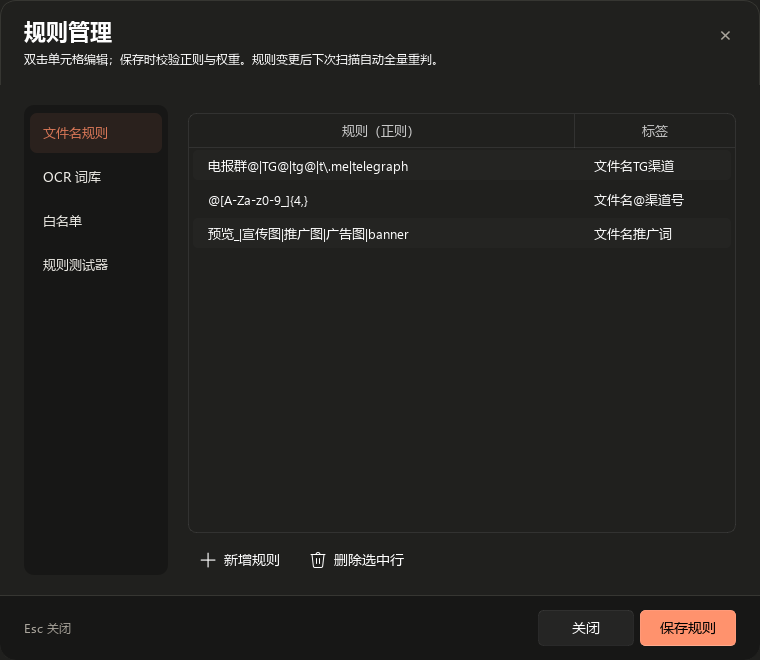 规则管理
双击单元格编辑；保存时校验正则与权重。规则变更后下次扫描自动全量重判。
文件名规则
OCR 词库
白名单
规则测试器
规则（正则） 标签
电报群@|TG@|tg@|t\.me|telegraph 文件名TG渠道
@[A-Za-z0-9_]{4,} 文件名@渠道号
预览_|宣传图|推广图|广告图|banner 文件名推广词
新增规则 删除选中行
Esc 关闭 关闭 保存规则